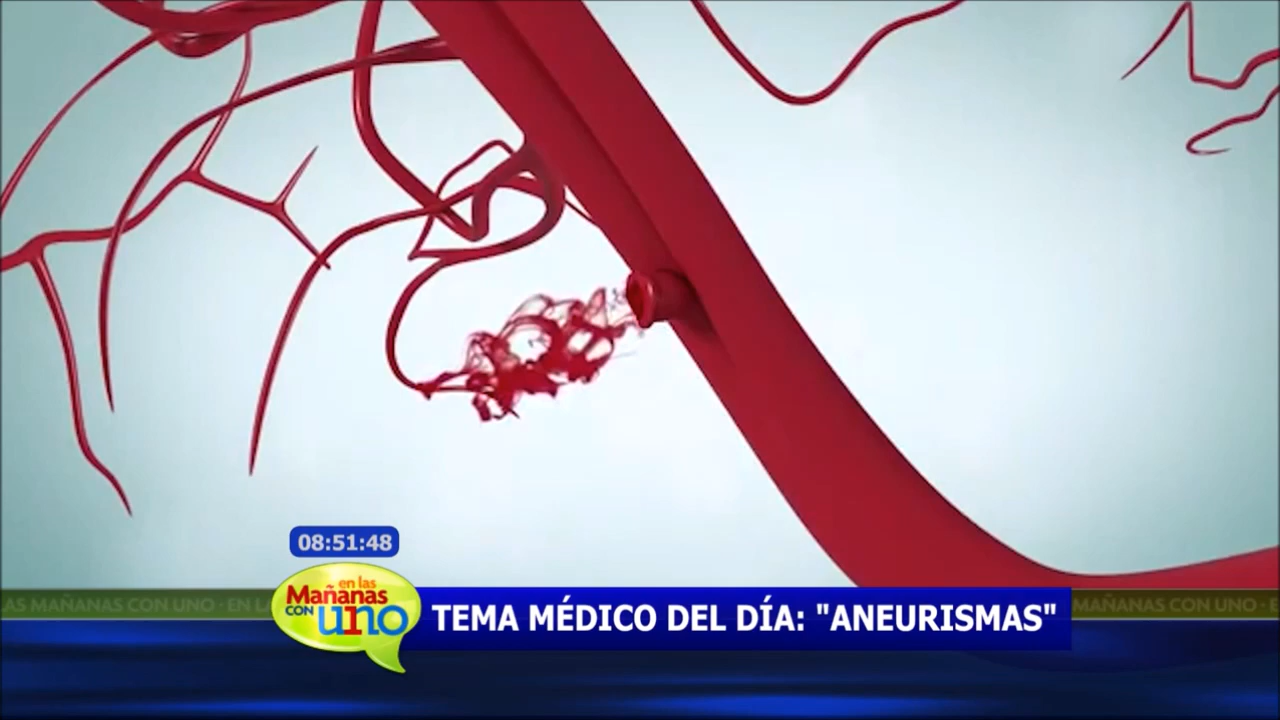 08:51:48
en las
Mañanas
CON uno
TEMA MÉDICO DEL DÍA: "ANEURISMAS"
AS MAÑANAS CON UNO · EN LA
MAÑANAS CON UNO · E